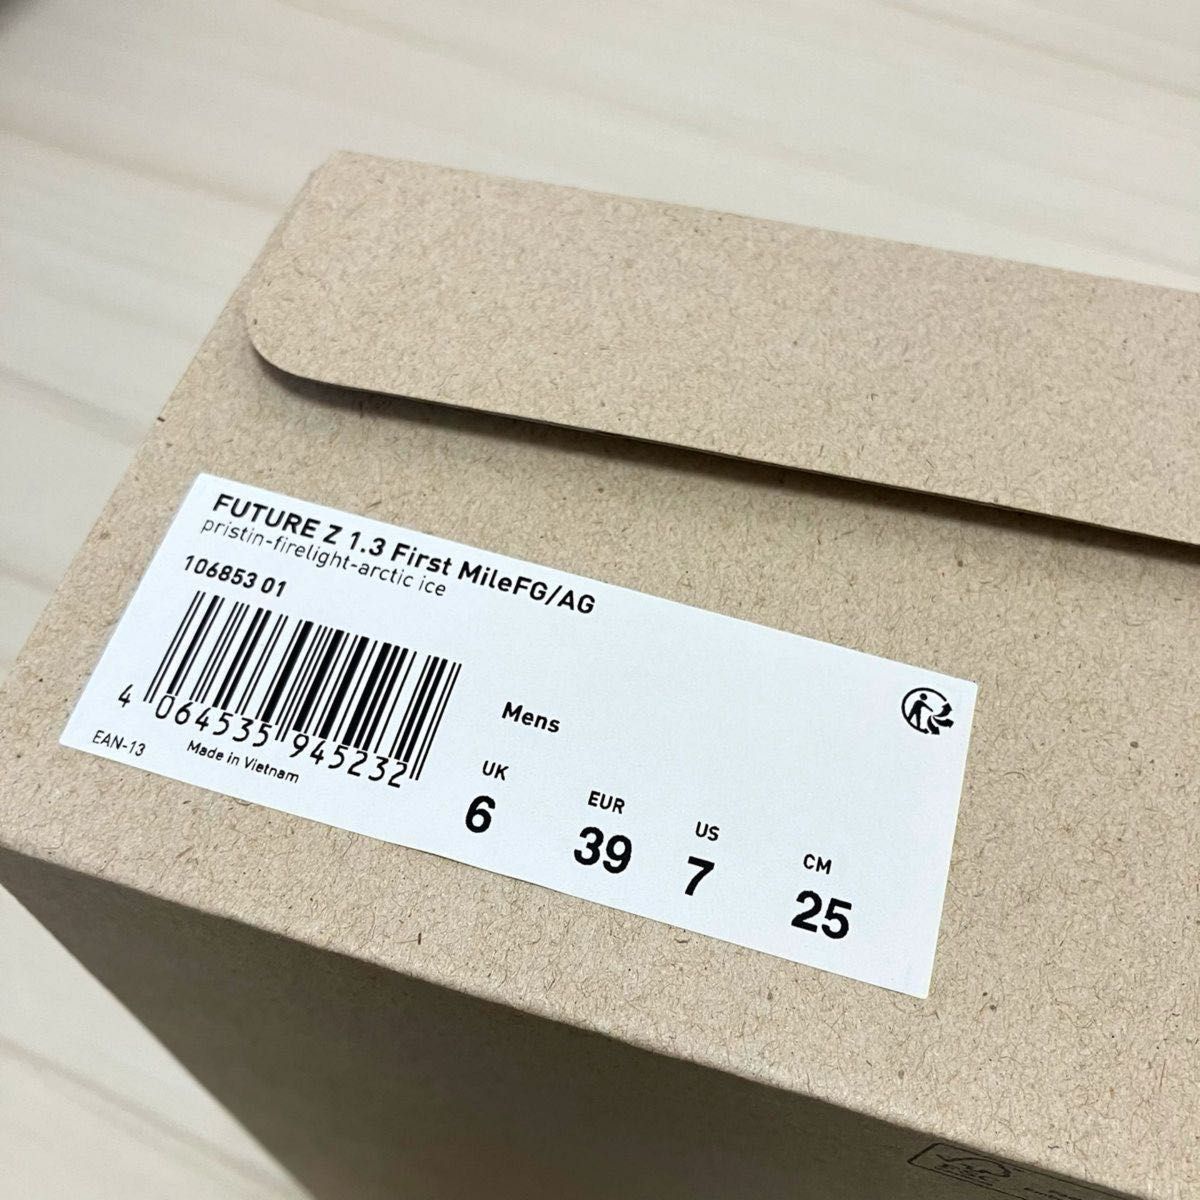 FUTURE Z 1.3 First MileFG/AG
pristin-firelight-arctic ice
106853 01
4 064535 945232
EAN-13 Made in Vietnam
Mens
UK EUR US CM
6 39 7 25